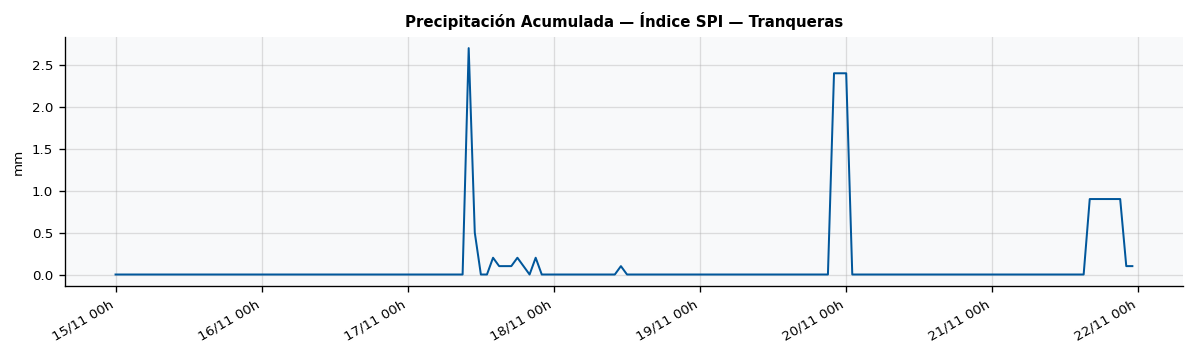 Precipitación Acumulada — Índice SPI — Tranqueras
mm
2.5
2.0
1.5
1.0
0.5
0.0
15/11 00h
16/11 00h
17/11 00h
18/11 00h
19/11 00h
20/11 00h
21/11 00h
22/11 00h